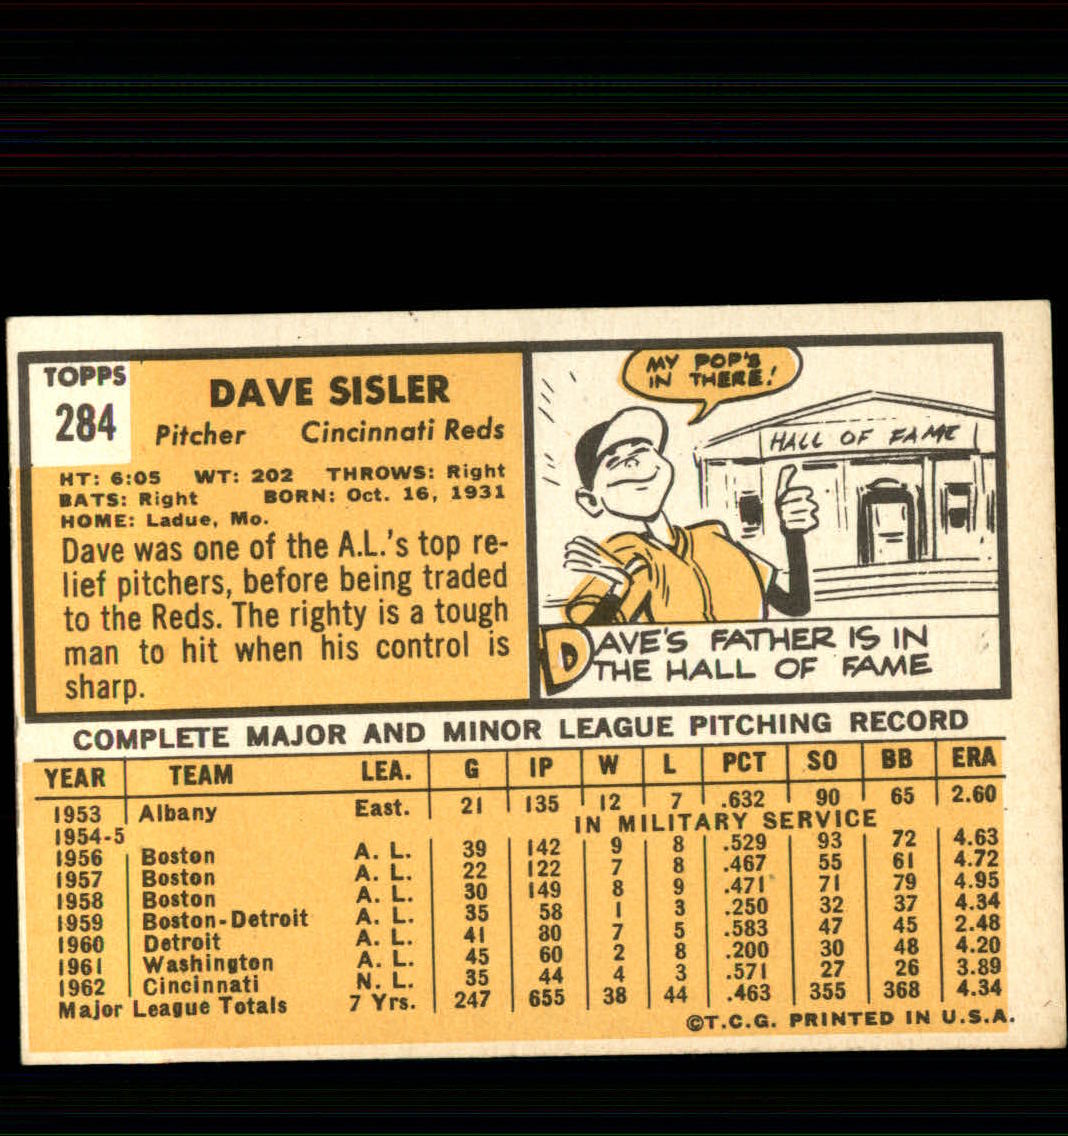 TOPPS
284
DAVE SISLER
Pitcher Cincinnati Reds
HT: 6:05 WT: 202 THROWS: Right
BATS: Right BORN: Oct. 16, 1931
HOME: Ladue, Mo.
Dave was one of the A.L.'s top re-
lief pitchers, before being traded
to the Reds. The righty is a tough
man to hit when his control is
sharp.
MY POP'S
IN THERE!
HALL OF FAME
DAVE'S FATHER IS IN
THE HALL OF FAME
COMPLETE MAJOR AND MINOR LEAGUE PITCHING RECORD
YEAR TEAM LEA. G IP W L PCT SO BB ERA
1953 Albany East. 21 135 12 7 .632 90 65 2.60
1954-5 IN MILITARY SERVICE
1956 Boston A. L. 39 142 9 8 .529 93 72 4.63
1957 Boston A. L. 22 122 7 8 .467 55 61 4.72
1958 Boston A. L. 30 149 8 9 .471 71 79 4.95
1959 Boston-Detroit A. L. 35 58 1 3 .250 32 37 4.34
1960 Detroit A. L. 41 80 7 5 .583 47 45 2.48
1961 Washington A. L. 45 60 2 8 .200 30 48 4.20
1962 Cincinnati N. L. 35 44 4 3 .571 27 26 3.89
Major League Totals 7 Yrs. 247 655 38 44 .463 355 368 4.34
©T.C.G. PRINTED IN U.S.A.